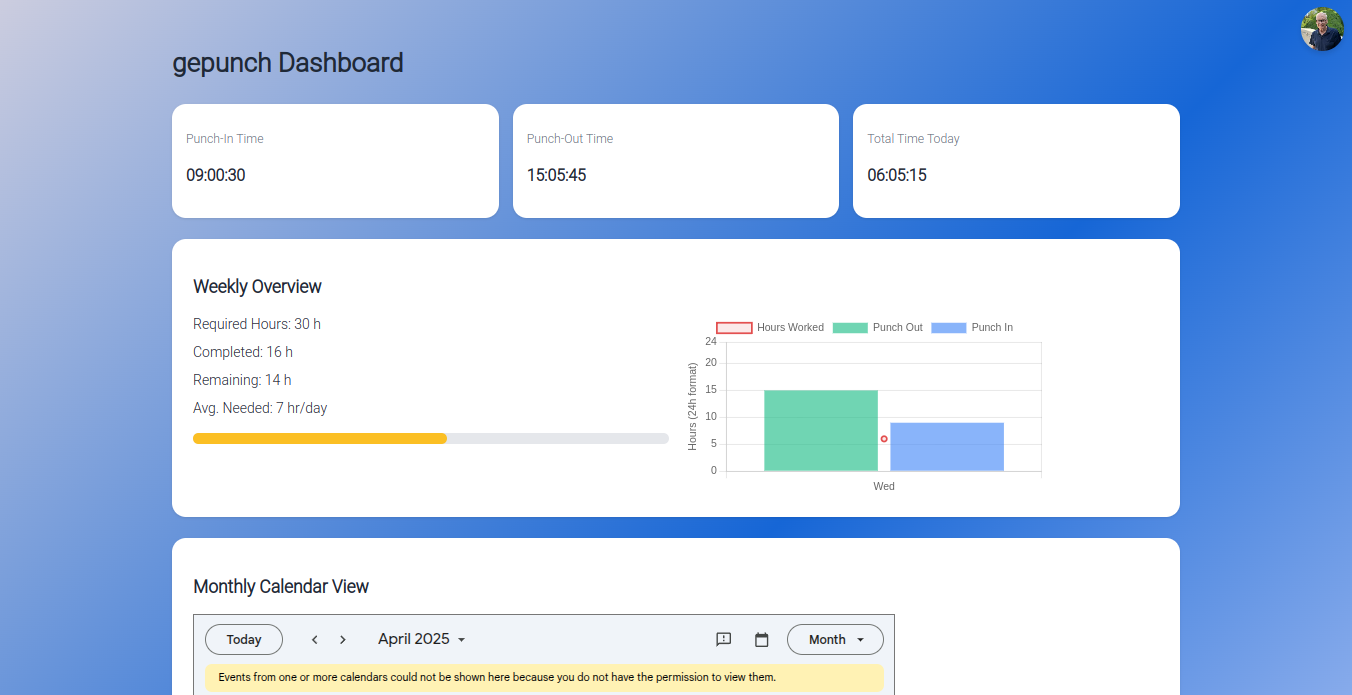 gepunch Dashboard
Punch-In Time
09:00:30
Punch-Out Time
15:05:45
Total Time Today
06:05:15
Weekly Overview
Required Hours: 30 h
Completed: 16 h
Remaining: 14 h
Avg. Needed: 7 hr/day
Hours Worked Punch Out Punch In
Hours (24h format)
24
20
15
10
5
0
Wed
Monthly Calendar View
Today April 2025 Month
Events from one or more calendars could not be shown here because you do not have the permission to view them.